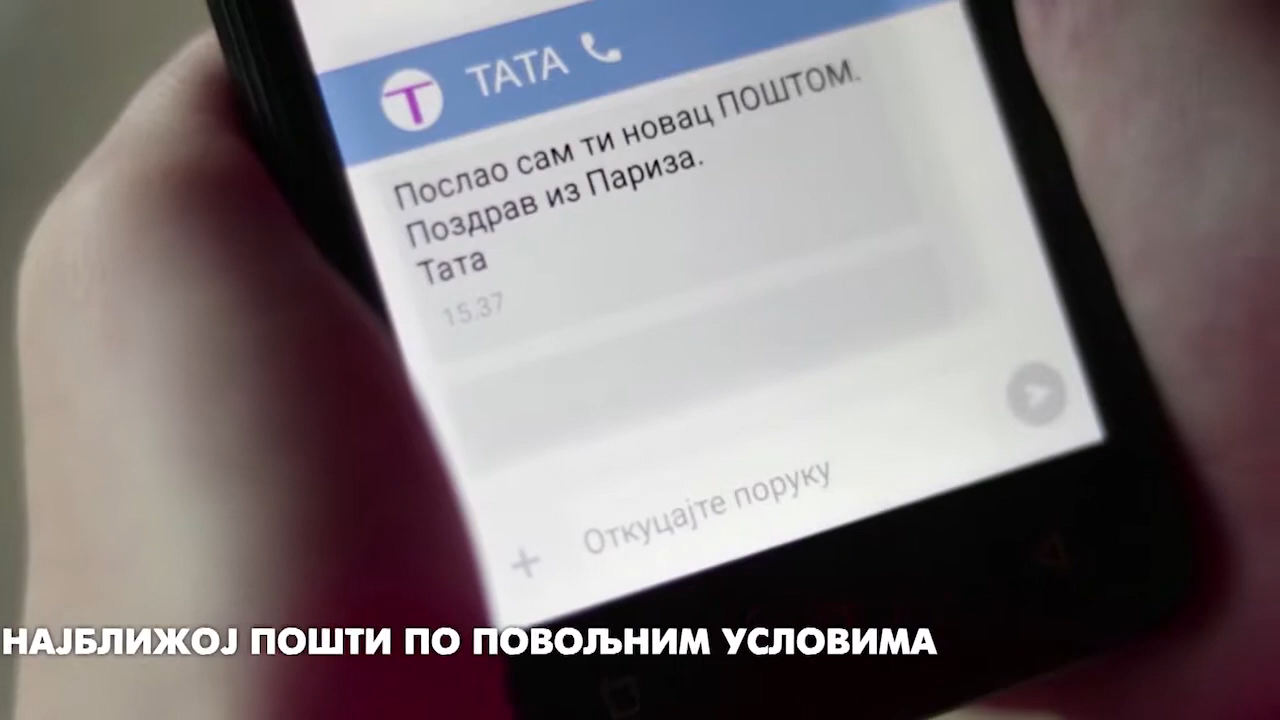 Т ТАТА
Послао сам ти новац ПОШТОМ.
Поздрав из Париза.
Тата
15.37
Откуцајте поруку
НАЈБЛИЖОЈ ПОШТИ ПО ПОВОЉНИМ УСЛОВИМА